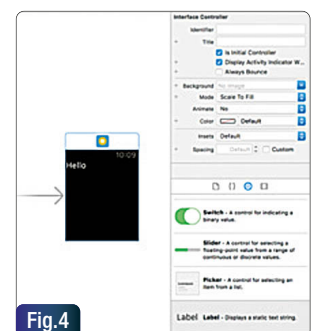 Interface Controller
Identifier
Title
Is Initial Controller
Display Activity Indicator W...
Always Bounce
Background No Image
Mode Scale To Fill
Animate No
Color Default
Insets Default
Spacing Default Custom
10:09
Hello
Switch - A control for indicating a
binary value.
Slider - A control for selecting a
floating-point value from a range of
continuous or discrete values.
Picker - A control for selecting an
item from a list.
Label Label - Displays a static text string.
Fig.4